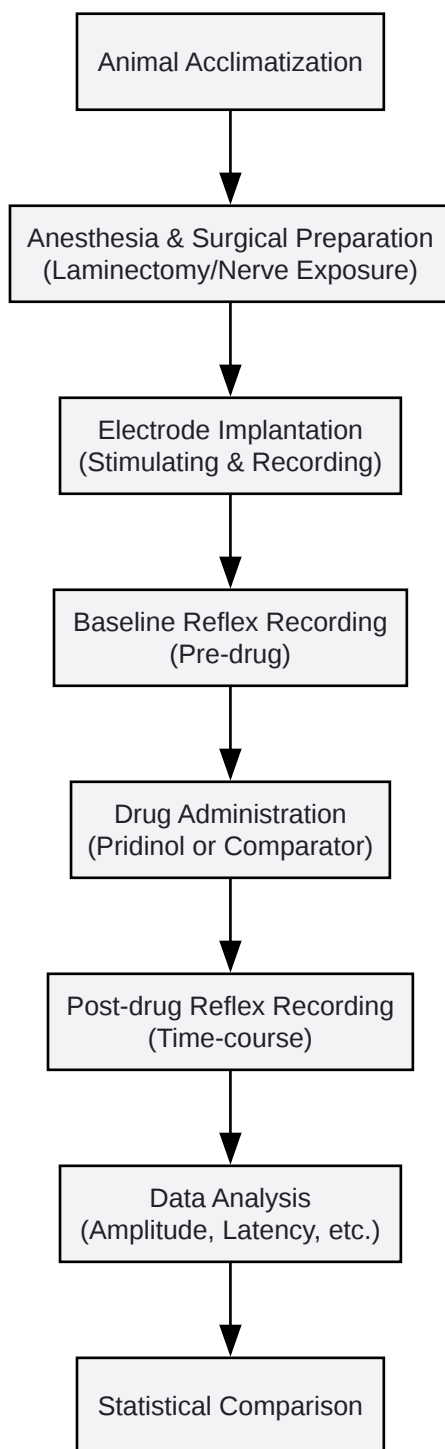 Animal Acclimatization
Anesthesia & Surgical Preparation
(Laminectomy/Nerve Exposure)
Electrode Implantation
(Stimulating & Recording)
Baseline Reflex Recording
(Pre-drug)
Drug Administration
(Pridinol or Comparator)
Post-drug Reflex Recording
(Time-course)
Data Analysis
(Amplitude, Latency, etc.)
Statistical Comparison